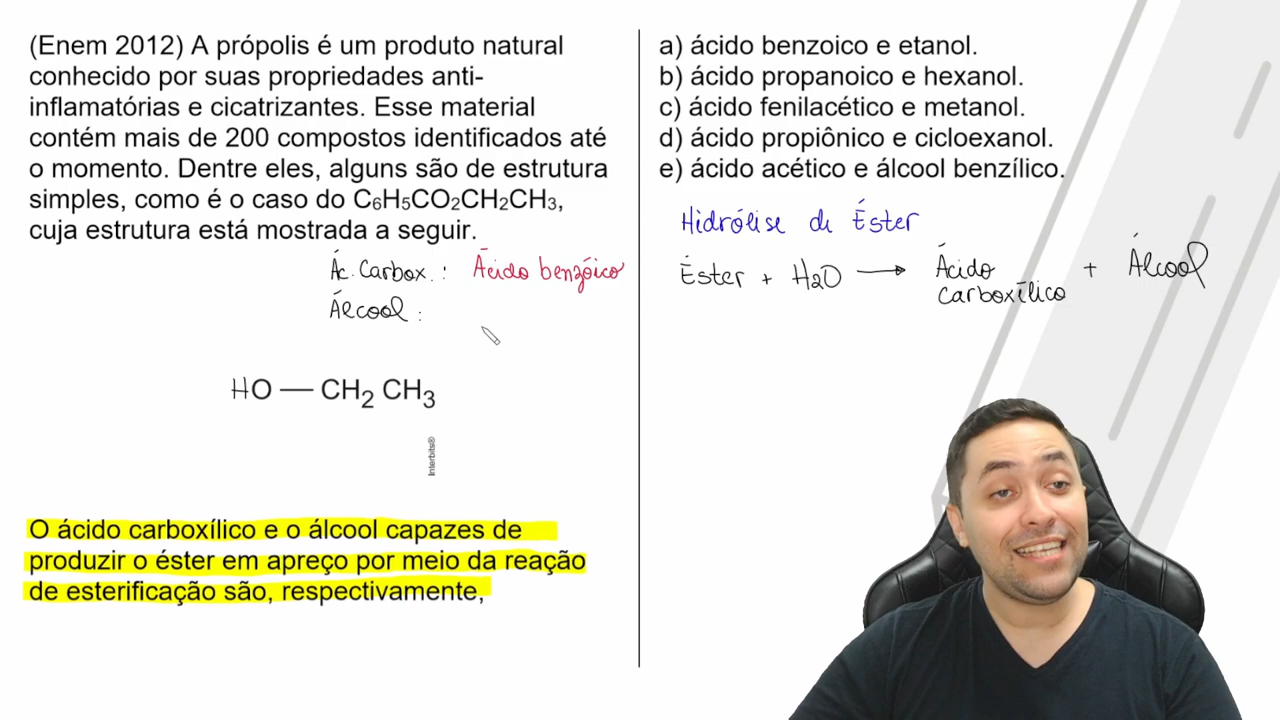 (Enem 2012) A própolis é um produto natural
conhecido por suas propriedades anti-
inflamatórias e cicatrizantes. Esse material
contém mais de 200 compostos identificados até
o momento. Dentre eles, alguns são de estrutura
simples, como é o caso do C₆H₅CO₂CH₂CH₃,
cuja estrutura está mostrada a seguir.
Ác. Carbox. : Ácido benzóico
Álcool :
HO — CH₂ CH₃
Interbits®
O ácido carboxílico e o álcool capazes de
produzir o éster em apreço por meio da reação
de esterificação são, respectivamente,
a) ácido benzoico e etanol.
b) ácido propanoico e hexanol.
c) ácido fenilacético e metanol.
d) ácido propiônico e cicloexanol.
e) ácido acético e álcool benzílico.
Hidrólise de Éster
Éster + H₂O ⟶ Ácido + Álcool
Carboxílico